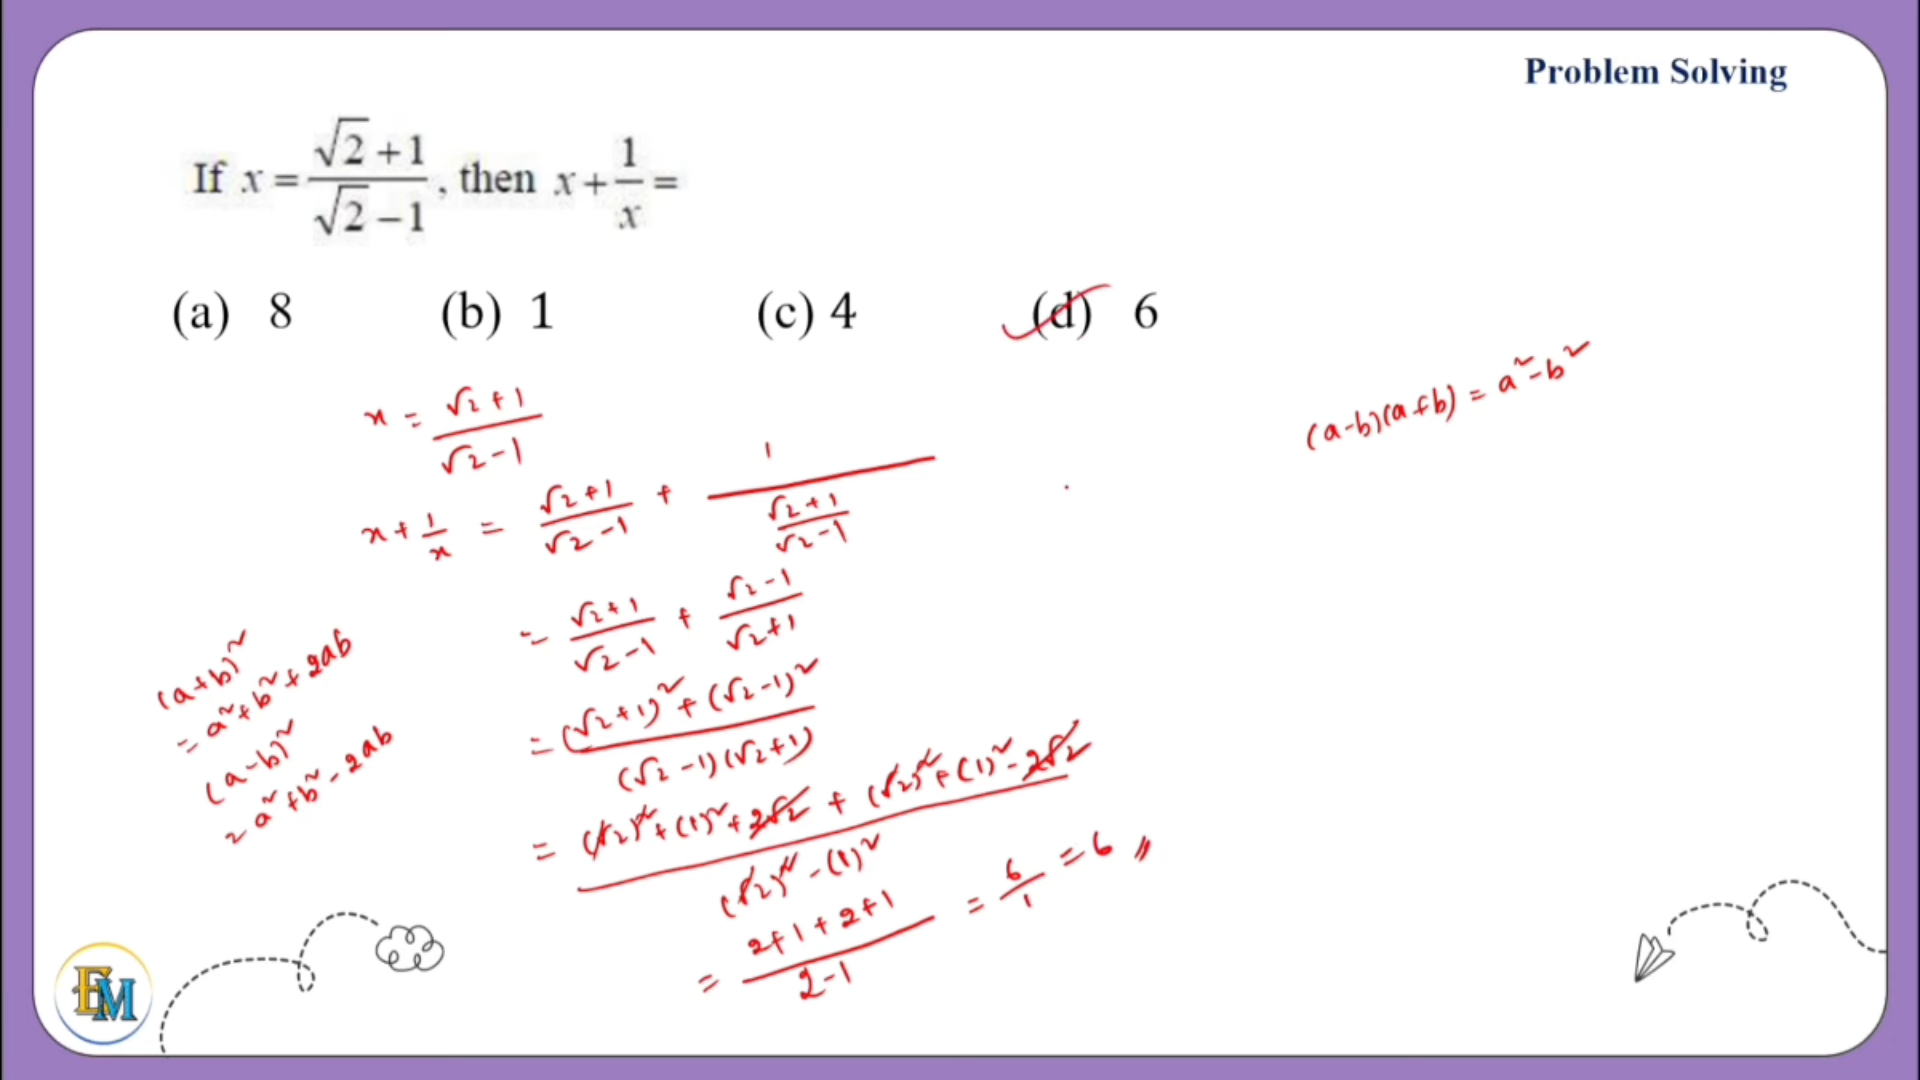 Problem Solving
If x = (√2+1)/(√2−1), then x + 1/x =
(a) 8 (b) 1 (c) 4 (d) 6
(a-b)(a+b) = a²-b²
x = (√2+1)/(√2-1)
x + 1/x = (√2+1)/(√2-1) + 1/((√2+1)/(√2-1))
= (√2+1)/(√2-1) + (√2-1)/(√2+1)
(a+b)²
= a²+b²+2ab
(a-b)²
= a²+b²-2ab
= ((√2+1)²+(√2-1)²)/((√2-1)(√2+1))
= ((√2)²+(1)²+2√2 + (√2)²+(1)²-2√2)/((√2)²-(1)²)
= (2+1+2+1)/(2-1) = 6/1 = 6 //
EM